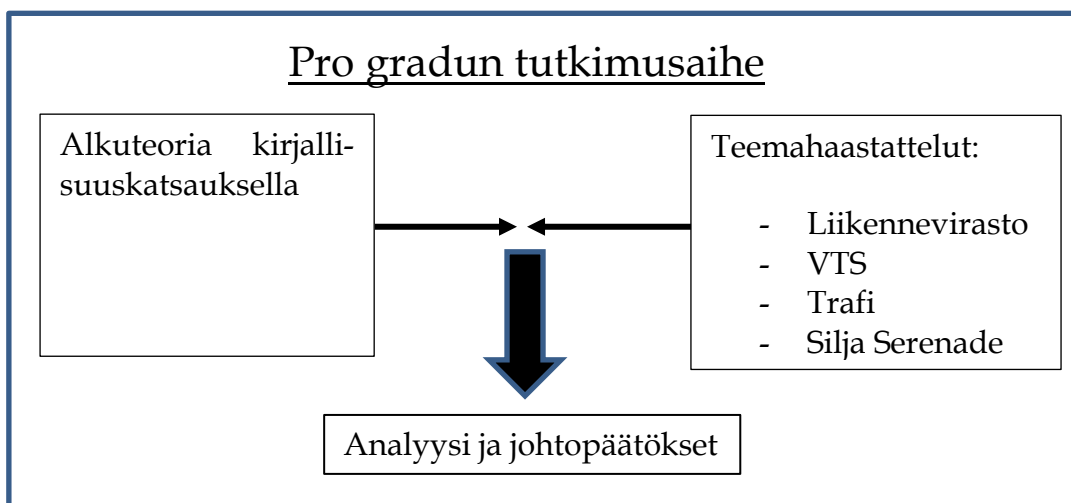 Pro gradun tutkimusaihe
Alkuteoria kirjalli-
suuskatsauksella
Teemahaastattelut:
- Liikennevirasto
- VTS
- Trafi
- Silja Serenade
Analyysi ja johtopäätökset